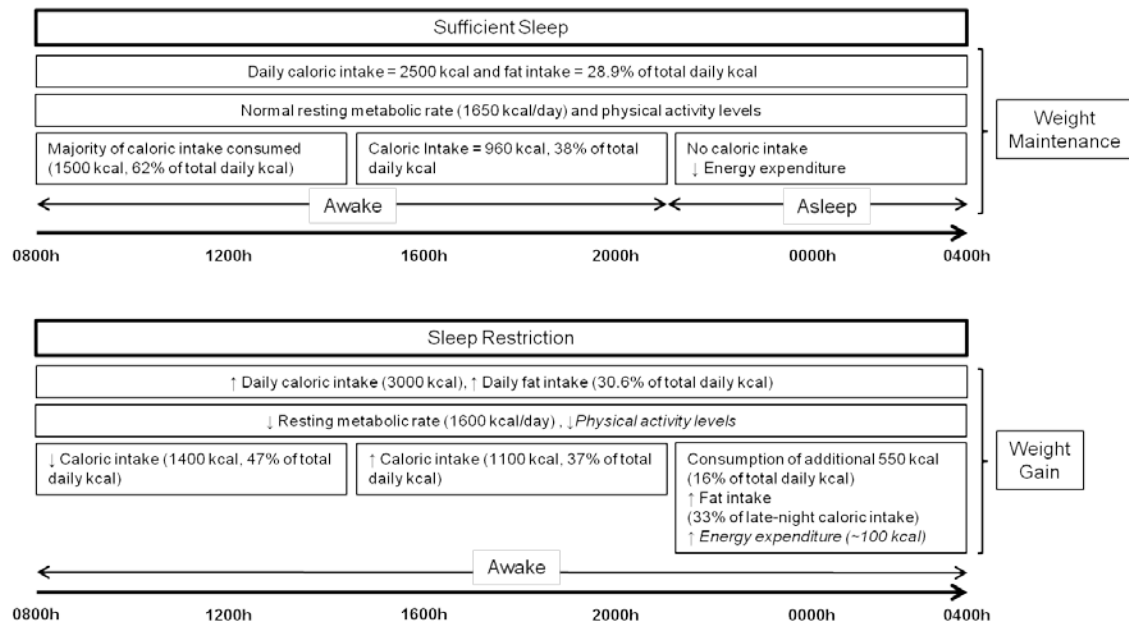 Sufficient Sleep
Daily caloric intake = 2500 kcal and fat intake = 28.9% of total daily kcal
Normal resting metabolic rate (1650 kcal/day) and physical activity levels
Majority of caloric intake consumed
(1500 kcal, 62% of total daily kcal)
Caloric Intake = 960 kcal, 38% of total
daily kcal
No caloric intake
↓ Energy expenditure
Weight
Maintenance
Awake
Asleep
0800h 1200h 1600h 2000h 0000h 0400h
Sleep Restriction
↑ Daily caloric intake (3000 kcal), ↑ Daily fat intake (30.6% of total daily kcal)
↓ Resting metabolic rate (1600 kcal/day) , ↓Physical activity levels
↓ Caloric intake (1400 kcal, 47% of total
daily kcal)
↑ Caloric intake (1100 kcal, 37% of total
daily kcal)
Consumption of additional 550 kcal
(16% of total daily kcal)
↑ Fat intake
(33% of late-night caloric intake)
↑ Energy expenditure (~100 kcal)
Weight
Gain
Awake
0800h 1200h 1600h 2000h 0000h 0400h